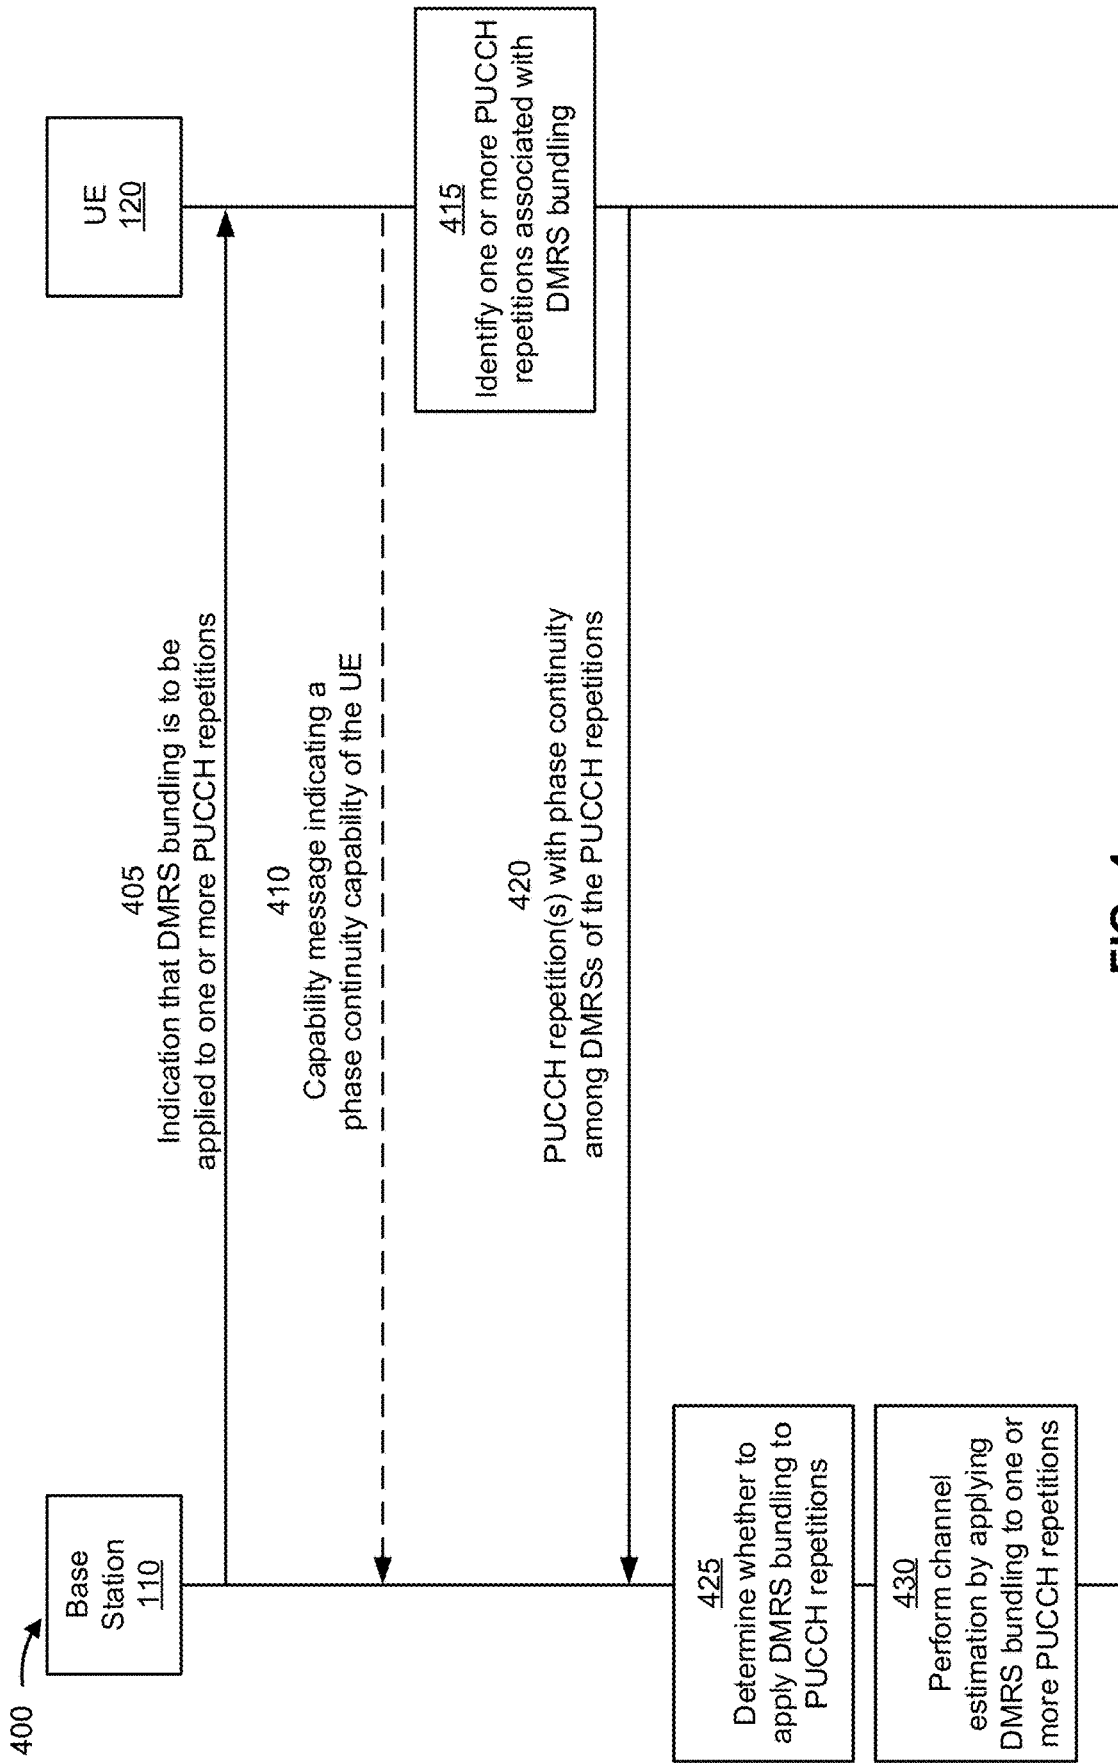 400
Base
Station
110
UE
120
405
Indication that DMRS bundling is to be
applied to one or more PUCCH repetitions
410
Capability message indicating a
phase continuity capability of the UE
415
Identify one or more PUCCH
repetitions associated with
DMRS bundling
420
PUCCH repetition(s) with phase continuity
among DMRSs of the PUCCH repetitions
425
Determine whether to
apply DMRS bundling to
PUCCH repetitions
430
Perform channel
estimation by applying
DMRS bundling to one or
more PUCCH repetitions